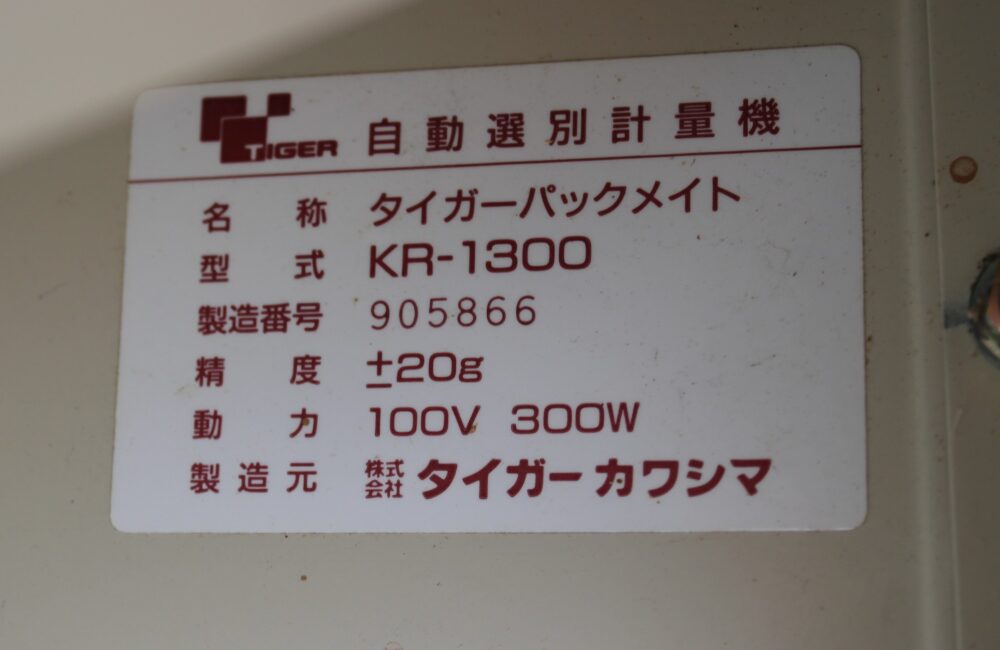 TIGER 自動選別計量機
名称 タイガーパックメイト
型式 KR-1300
製造番号 905866
精度 ±20g
動力 100V 300W
製造元 株式会社 タイガー カワシマ